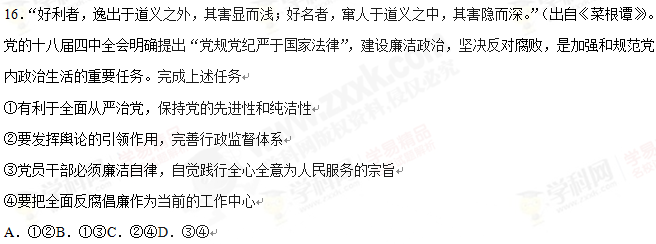 16.“好利者，逸出于道义之外，其害显而浅；好名者，窜人于道义之中，其害隐而深。”（出自《菜根谭》）。
党的十八届四中全会明确提出“党规党纪严于国家法律”，建设廉洁政治，坚决反对腐败，是加强和规范党
内政治生活的重要任务。完成上述任务
①有利于全面从严治党，保持党的先进性和纯洁性
②要发挥舆论的引领作用，完善行政监督体系
③党员干部必须廉洁自律，自觉践行全心全意为人民服务的宗旨
④要把全面反腐倡廉作为当前的工作中心
A．①②B．①③C．②④D．③④